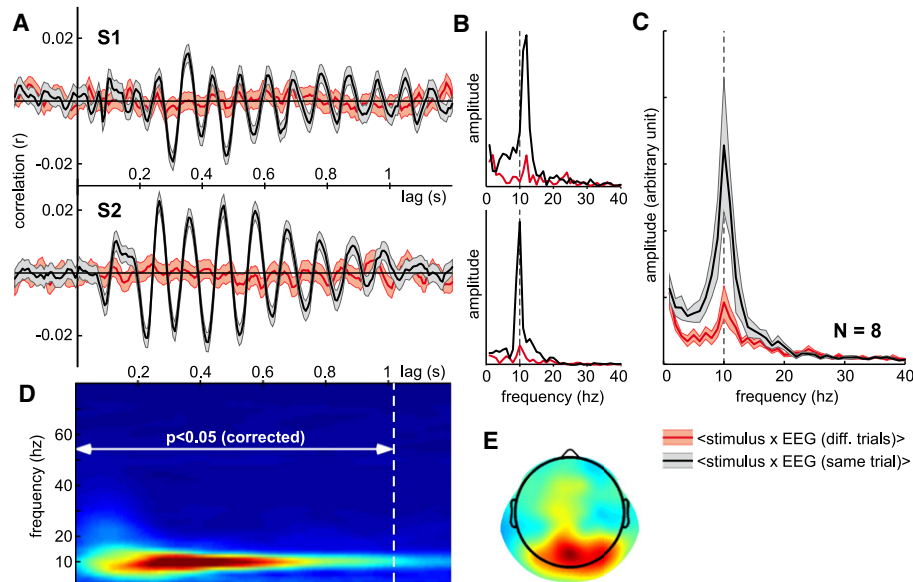 A
S1
0.02
-0.02
correlation (r)
0.2 0.4 0.6 0.8 1
lag (s)
S2
0.02
-0.02
0.2 0.4 0.6 0.8 1
lag (s)
B
amplitude
0 10 20 30 40
amplitude
0 10 20 30 40
frequency (hz)
C
amplitude (arbitrary unit)
N = 8
0 10 20 30 40
frequency (hz)
<stimulus x EEG (diff. trials)>
<stimulus x EEG (same trial)>
D
frequency (hz)
60
40
20
10
p<0.05 (corrected)
E